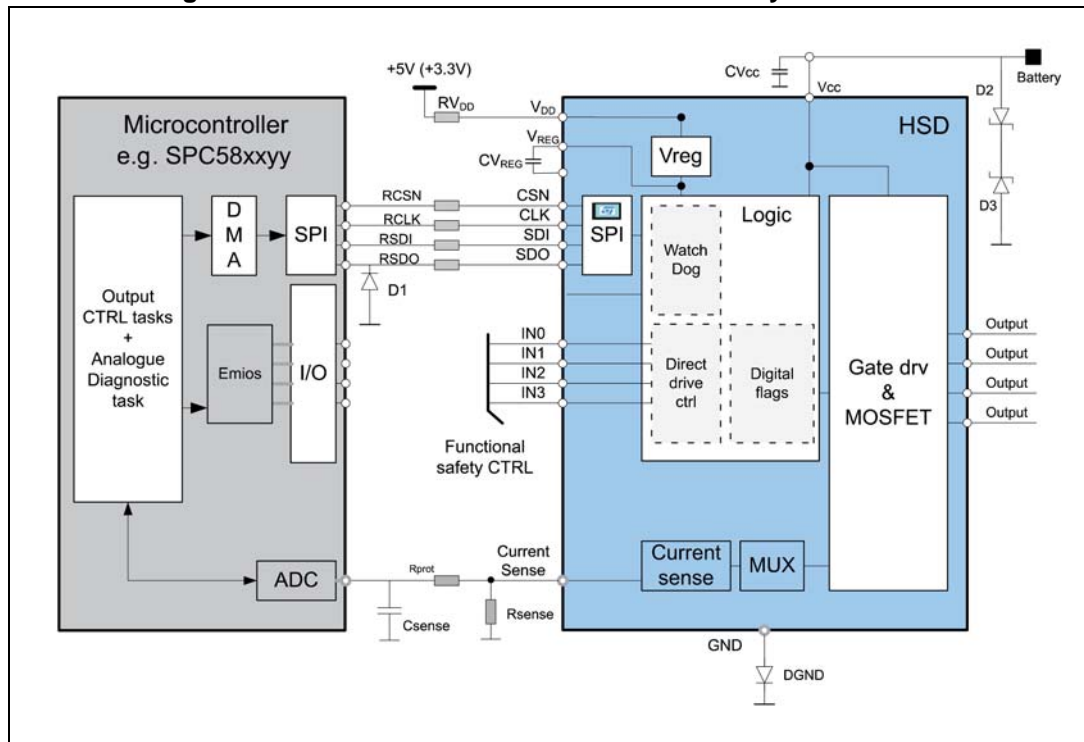 +5V (+3.3V)
CVcc
Battery
Vcc
D2
D3
RVDD
VDD
VREG
CVREG
HSD
Vreg
Microcontroller
e.g. SPC58xxyy
D
M
A
SPI
RCSN
RCLK
RSDI
RSDO
D1
CSN
CLK
SDI
SDO
SPI
Logic
Watch
Dog
Output
CTRL tasks
+
Analogue
Diagnostic
task
Emios
I/O
IN0
IN1
IN2
IN3
Functional
safety CTRL
Direct
drive
ctrl
Digital
flags
Gate drv
&
MOSFET
Output
Output
Output
Output
ADC
Rprot
Csense
Rsense
Current
Sense
Current
sense
MUX
GND
DGND